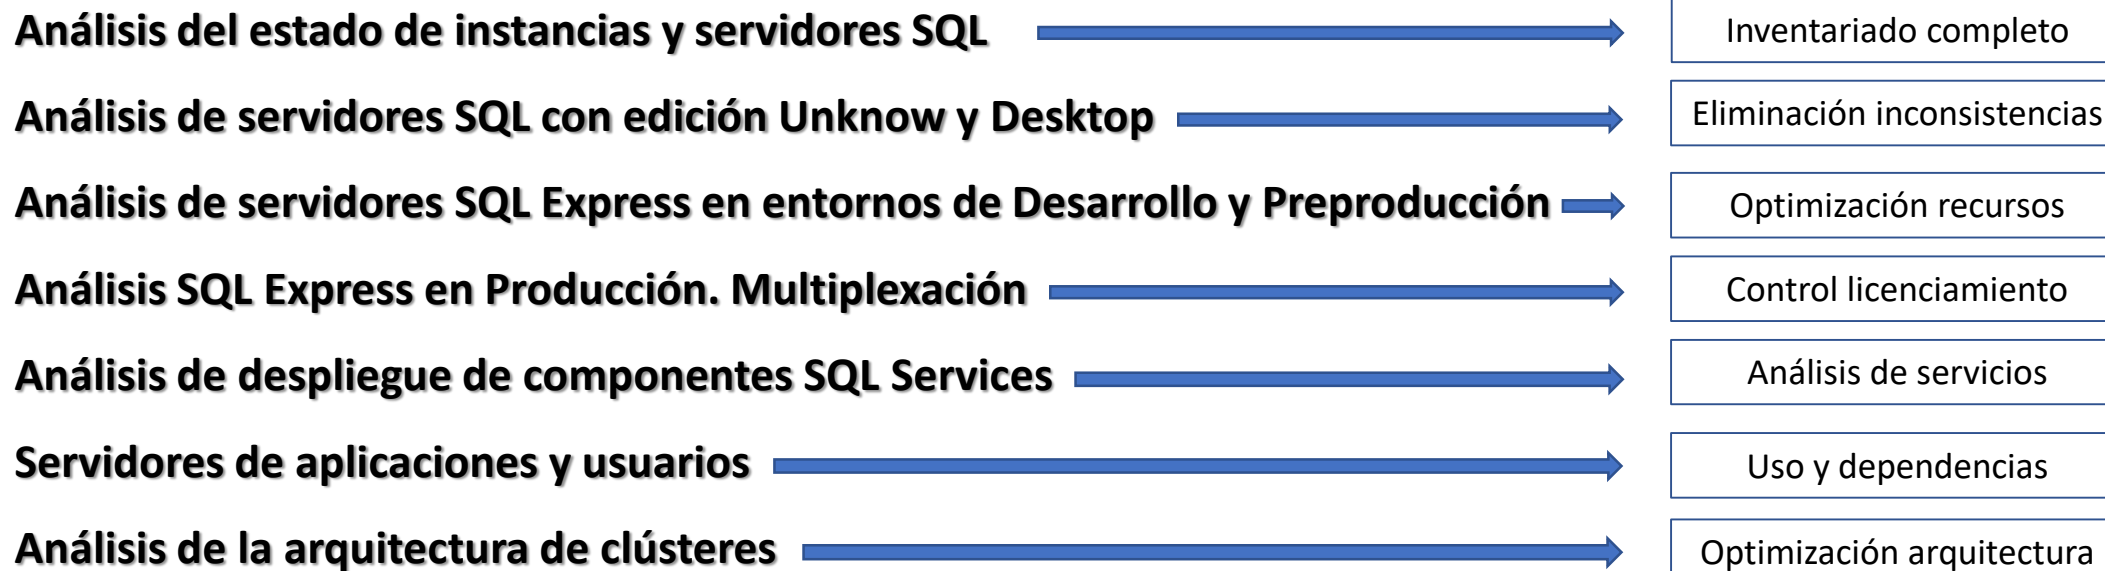 Análisis del estado de instancias y servidores SQL
Inventariado completo
Análisis de servidores SQL con edición Unknow y Desktop
Eliminación inconsistencias
Análisis de servidores SQL Express en entornos de Desarrollo y Preproducción
Optimización recursos
Análisis SQL Express en Producción. Multiplexación
Control licenciamiento
Análisis de despliegue de componentes SQL Services
Análisis de servicios
Servidores de aplicaciones y usuarios
Uso y dependencias
Análisis de la arquitectura de clústeres
Optimización arquitectura